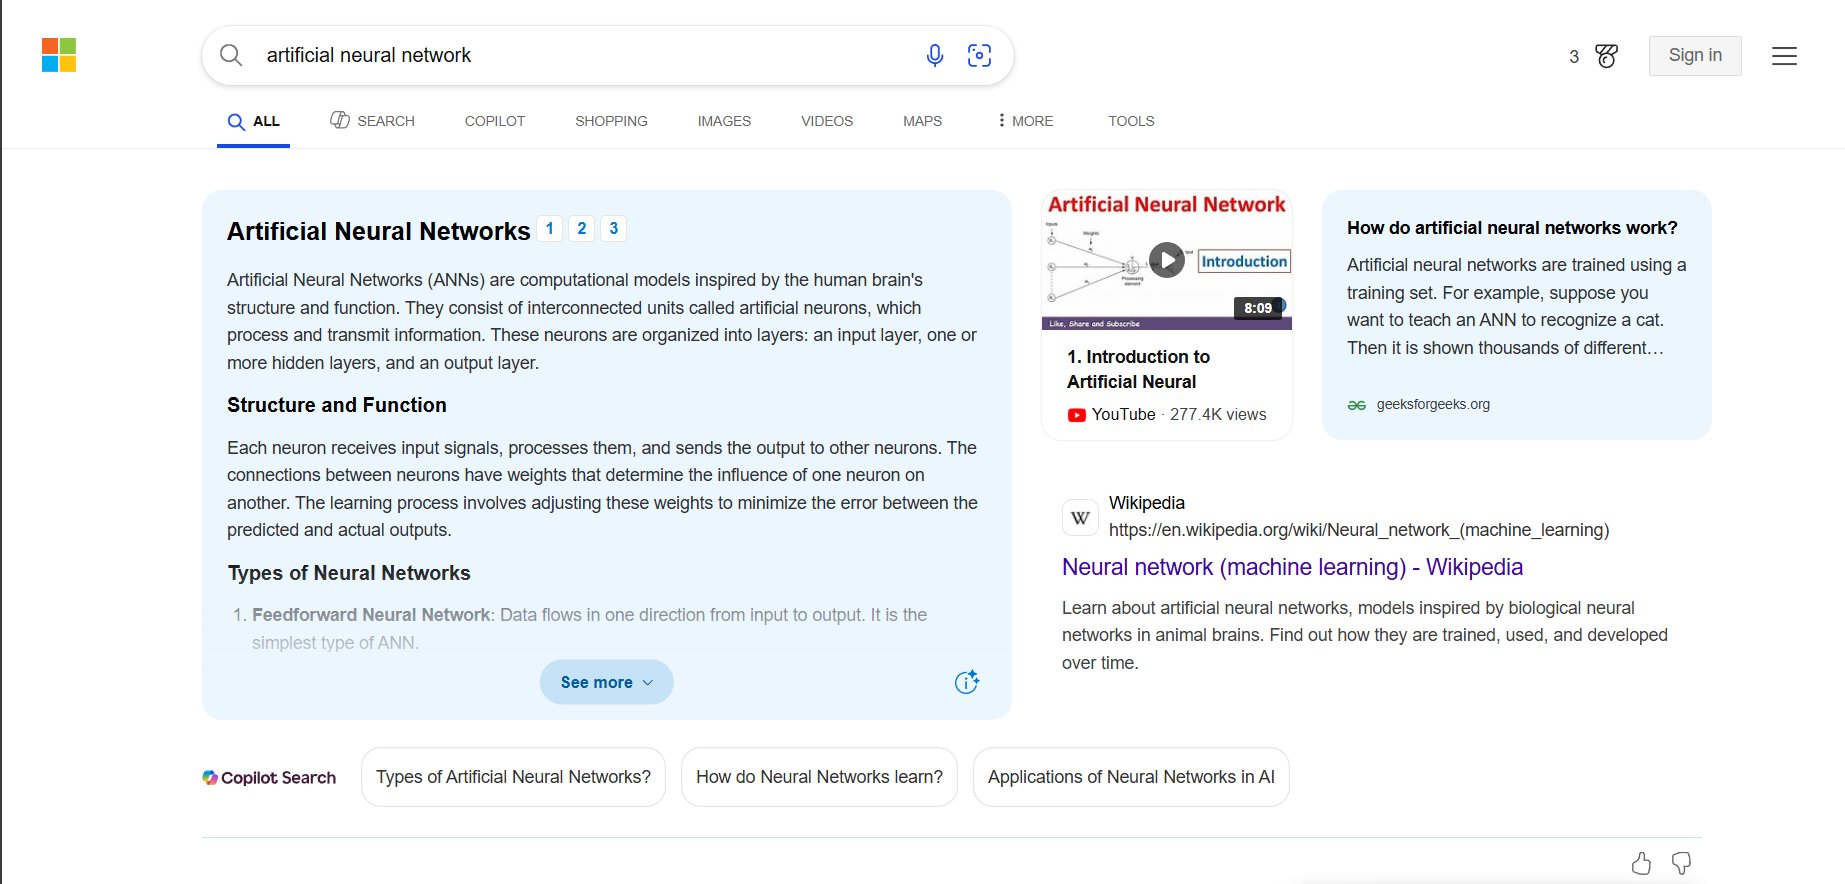 artificial neural network
3
Sign in
ALL
SEARCH
COPILOT
SHOPPING
IMAGES
VIDEOS
MAPS
MORE
TOOLS
Artificial Neural Networks 1 2 3
Artificial Neural Networks (ANNs) are computational models inspired by the human brain's
structure and function. They consist of interconnected units called artificial neurons, which
process and transmit information. These neurons are organized into layers: an input layer, one or
more hidden layers, and an output layer.
Structure and Function
Each neuron receives input signals, processes them, and sends the output to other neurons. The
connections between neurons have weights that determine the influence of one neuron on
another. The learning process involves adjusting these weights to minimize the error between the
predicted and actual outputs.
Types of Neural Networks
1. Feedforward Neural Network: Data flows in one direction from input to output. It is the
simplest type of ANN.
See more
Artificial Neural Network
Inputs
Weights
Processing
element
Introduction
8:09
Like, Share and Subscribe
1. Introduction to
Artificial Neural
YouTube · 277.4K views
How do artificial neural networks work?
Artificial neural networks are trained using a
training set. For example, suppose you
want to teach an ANN to recognize a cat.
Then it is shown thousands of different…
geeksforgeeks.org
W
Wikipedia
https://en.wikipedia.org/wiki/Neural_network_(machine_learning)
Neural network (machine learning) - Wikipedia
Learn about artificial neural networks, models inspired by biological neural
networks in animal brains. Find out how they are trained, used, and developed
over time.
Copilot Search
Types of Artificial Neural Networks?
How do Neural Networks learn?
Applications of Neural Networks in AI